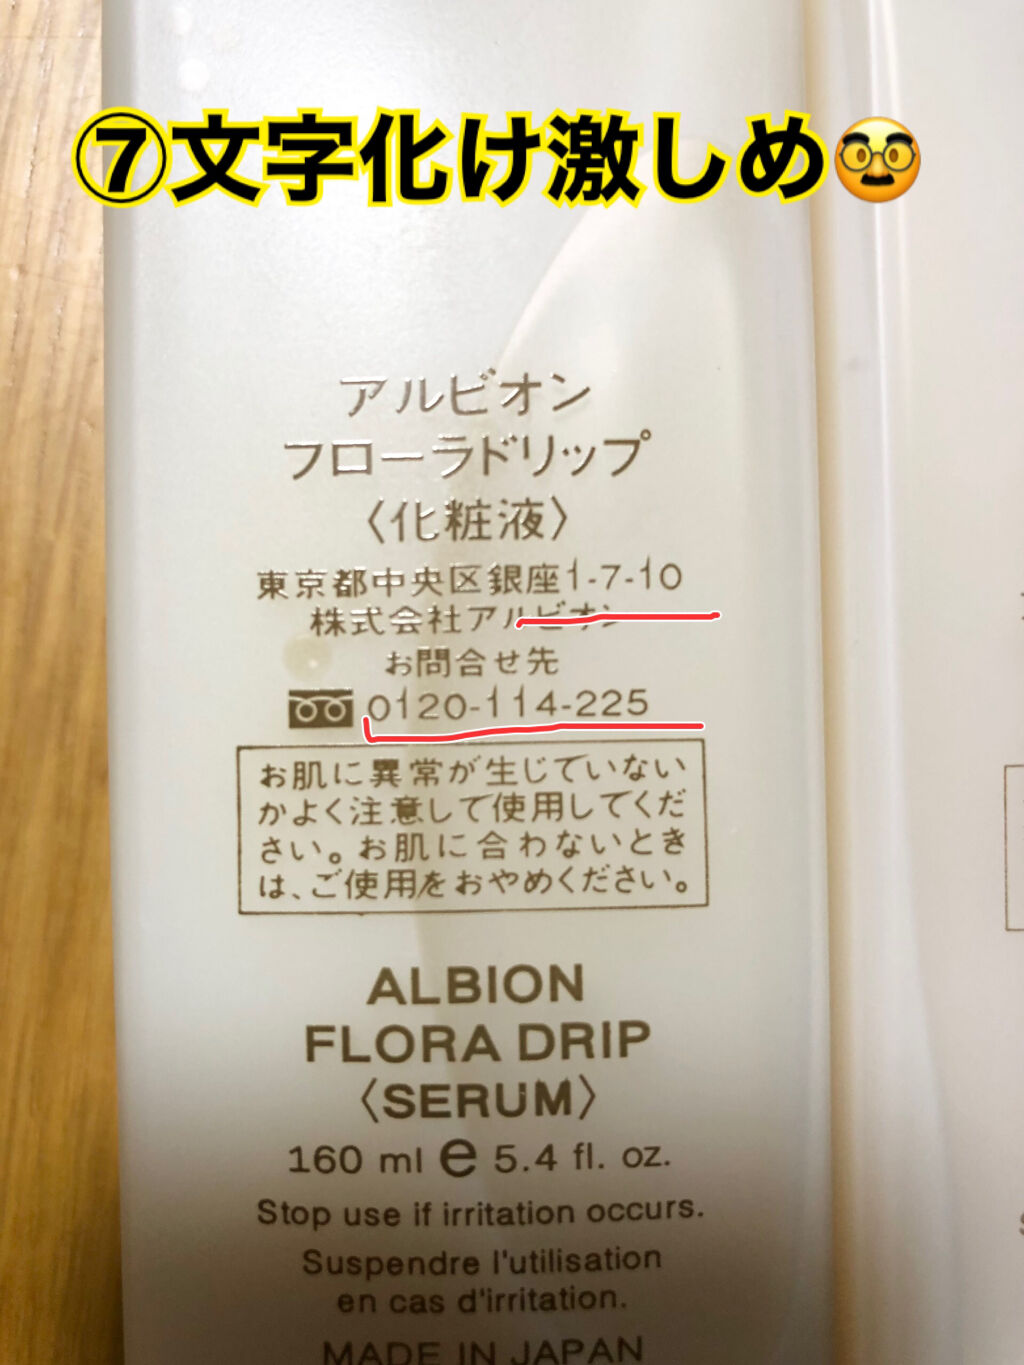 ⑦文字化け激しめ🥸
アルビオン
フローラドリップ
〈化粧液〉
東京都中央区銀座1-7-10
株式会社アルビオン
お問合せ先
0120-114-225
お肌に異常が生じていない
かよく注意して使用してくだ
さい。お肌に合わないとき
は、ご使用をおやめください。
ALBION
FLORA DRIP
〈SERUM〉
160 ml e 5.4 fl. oz.
Stop use if irritation occurs.
Suspendre l'utilisation
en cas d'irritation.
MADE IN JAPAN